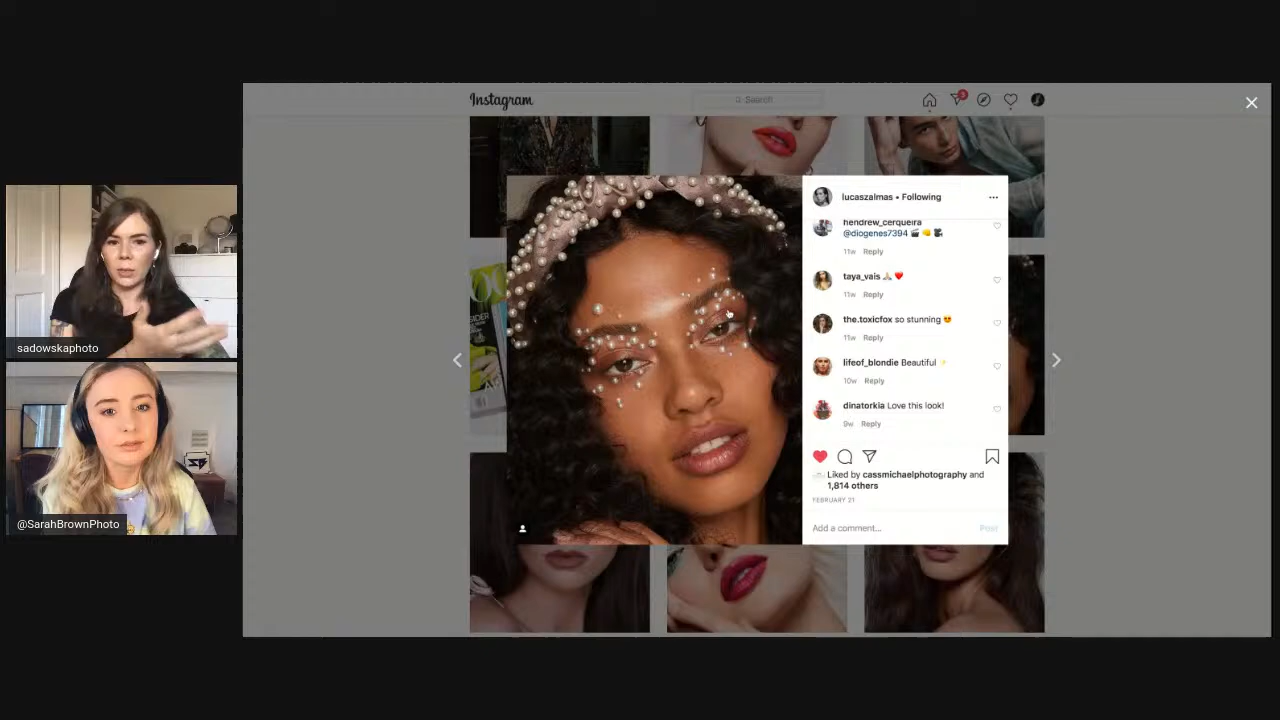 Instagram
Search
3
lucaszalmas • Following
hendrew_cerqueira
@diogenes7394
11w Reply
taya_vais
11w Reply
the.toxicfox so stunning
11w Reply
lifeof_blondie Beautiful
10w Reply
dinatorkia Love this look!
9w Reply
Liked by cassmichaelphotography and
1,814 others
FEBRUARY 21
Add a comment... Post
sadowskaphoto
@SarahBrownPhoto